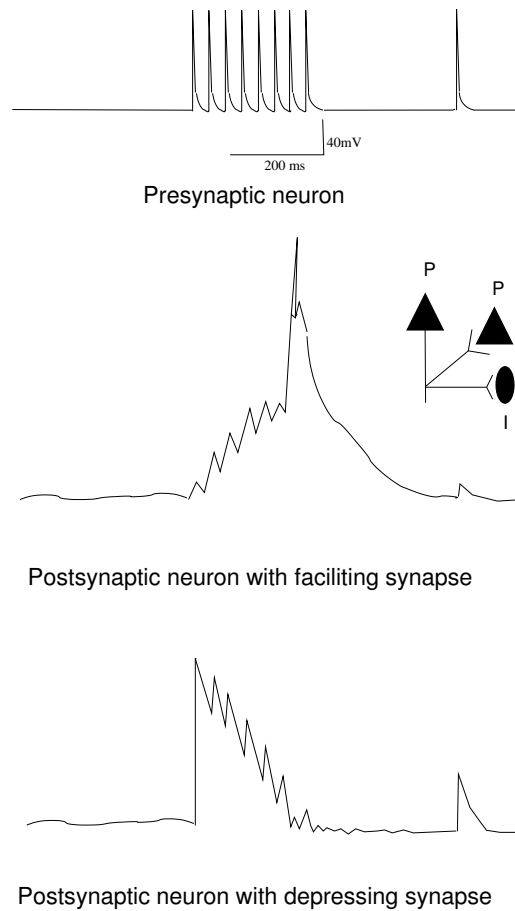 40mV
200 ms
Presynaptic neuron
P
P
I
Postsynaptic neuron with faciliting synapse
Postsynaptic neuron with depressing synapse